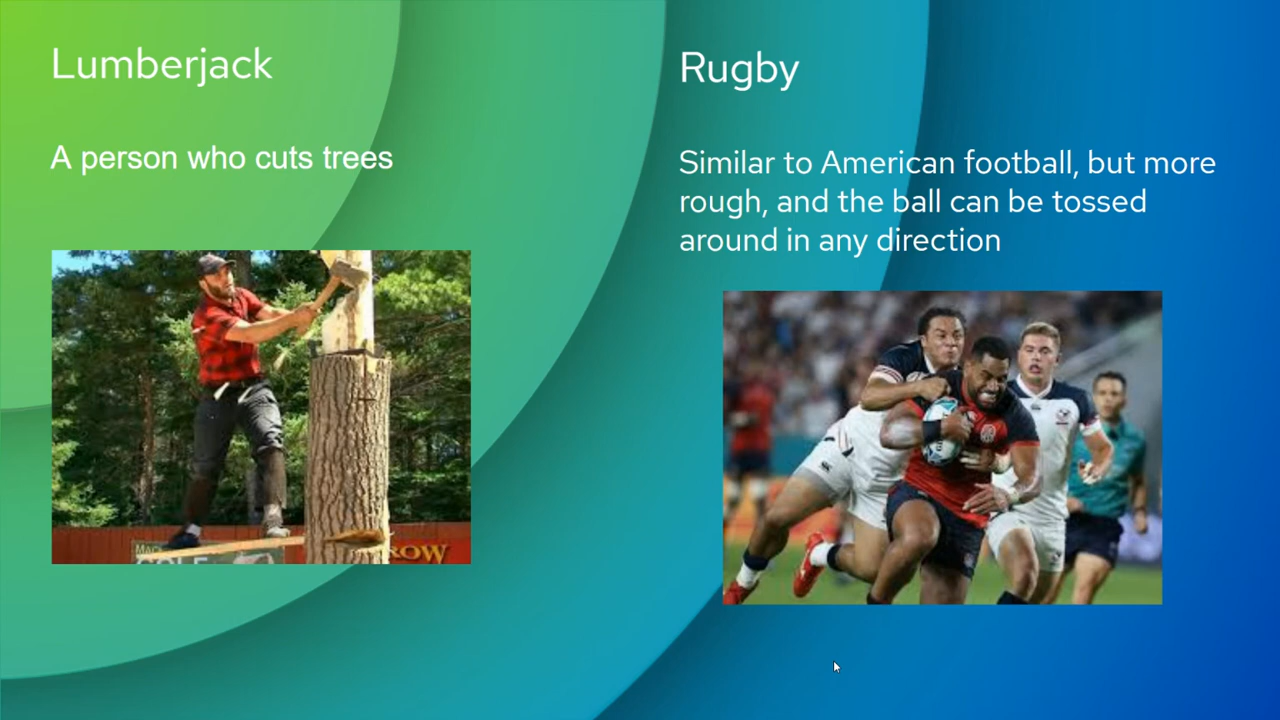 Lumberjack
A person who cuts trees
Rugby
Similar to American football, but more
rough, and the ball can be tossed
around in any direction
ROW